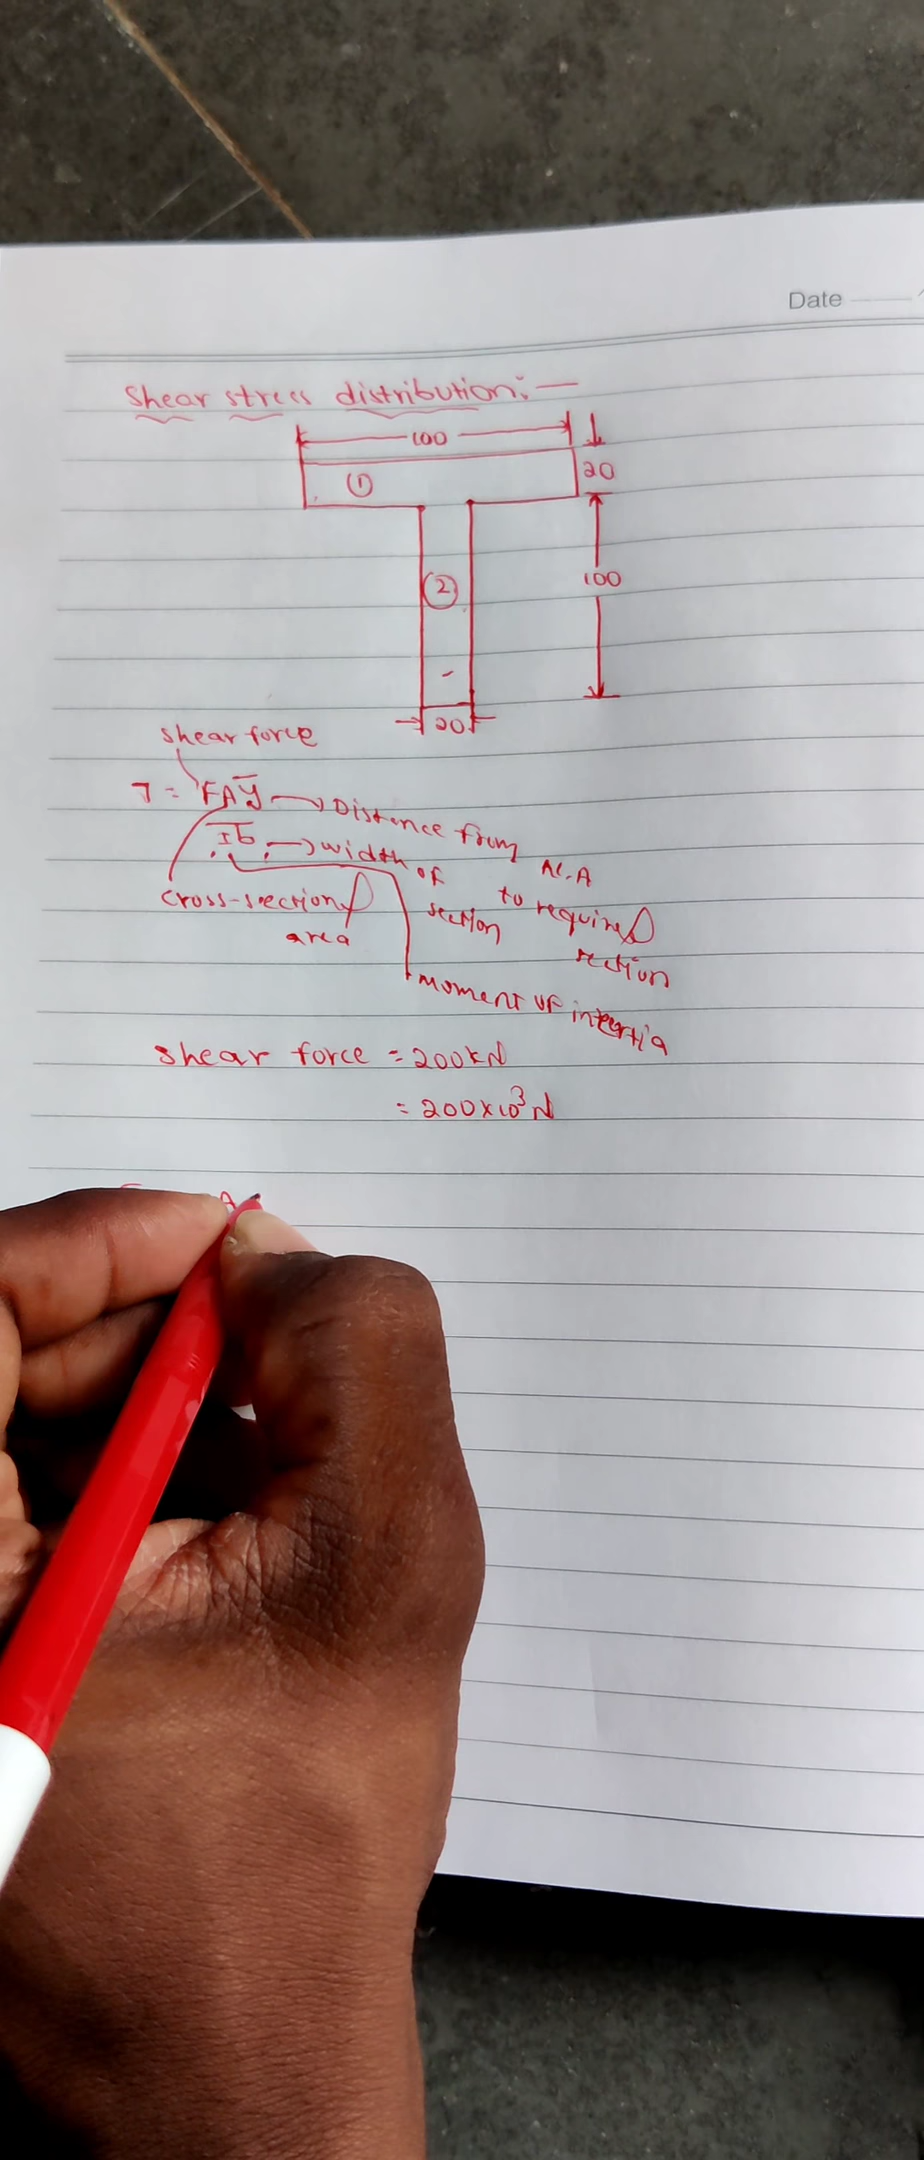 Date
Shear stress distribution:-
100
20
①
100
②
20
shear force
τ = FAȳ → Distance from N.A
to required
section
Ib → width of
section
cross-sectional
area
moment of inertia
shear force = 200kN
= 200×10³N
A